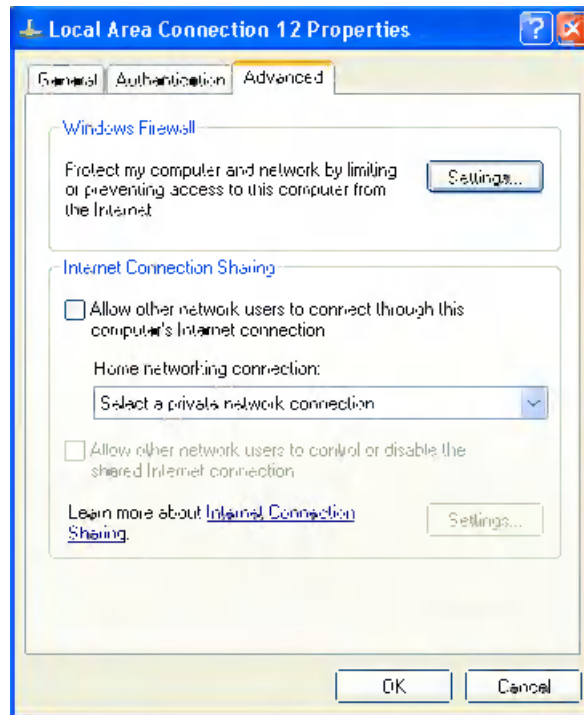 Local Area Connection 12 Properties
General Authentication Advanced
Windows Firewall
Protect my computer and network by limiting
or preventing access to this computer from
the Internet
Settings...
Internet Connection Sharing
Allow other network users to connect through this
computer's Internet connection
Home networking connection:
Select a private network connection
Allow other network users to control or disable the
shared Internet connection
Learn more about Internet Connection
Sharing.
Settings...
OK Cancel